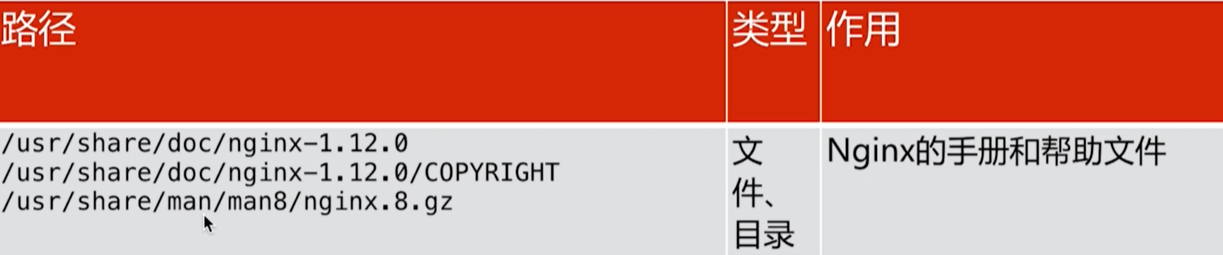 路径 类型 作用
/usr/share/doc/nginx-1.12.0
/usr/share/doc/nginx-1.12.0/COPYRIGHT
/usr/share/man/man8/nginx.8.gz
文
件、
目录
Nginx的手册和帮助文件